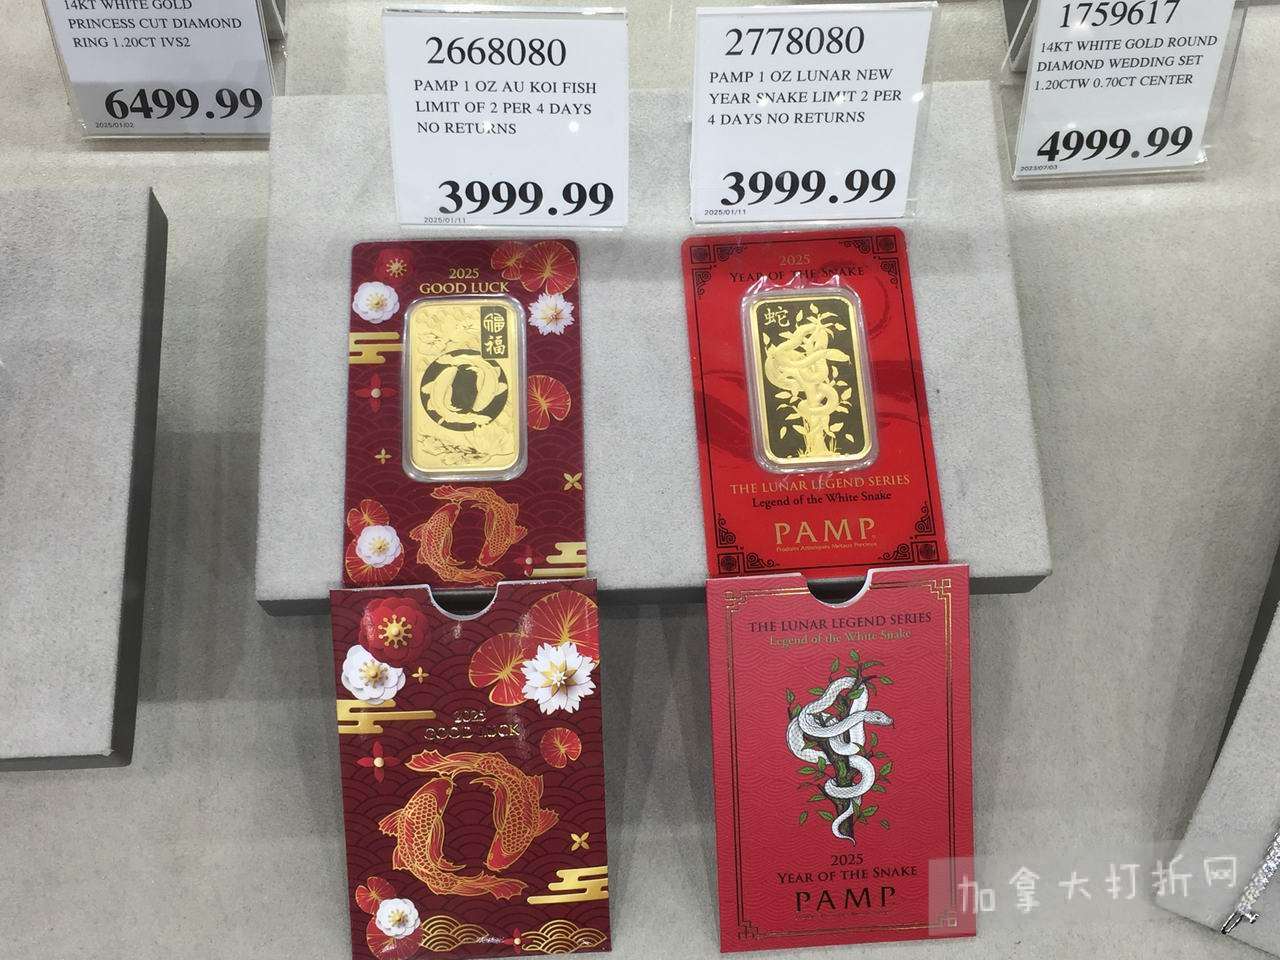 14KT WHITE GOLD
PRINCESS CUT DIAMOND
RING 1.20CT IVS2
6499.99
2025/01/02
2668080
PAMP 1 OZ AU KOI FISH
LIMIT OF 2 PER 4 DAYS
NO RETURNS
3999.99
2025/01/11
2778080
PAMP 1 OZ LUNAR NEW
YEAR SNAKE LIMIT 2 PER
4 DAYS NO RETURNS
3999.99
2025/01/11
1759617
14KT WHITE GOLD ROUND
DIAMOND WEDDING SET
1.20CTW 0.70CT CENTER
4999.99
2023/07/03
2025
GOOD LUCK
福
福
2025
YEAR OF THE SNAKE
蛇
THE LUNAR LEGEND SERIES
Legend of the White Snake
PAMP
2025
GOOD LUCK
THE LUNAR LEGEND SERIES
Legend of the White Snake
2025
YEAR OF THE SNAKE
PAMP
加拿大打折网